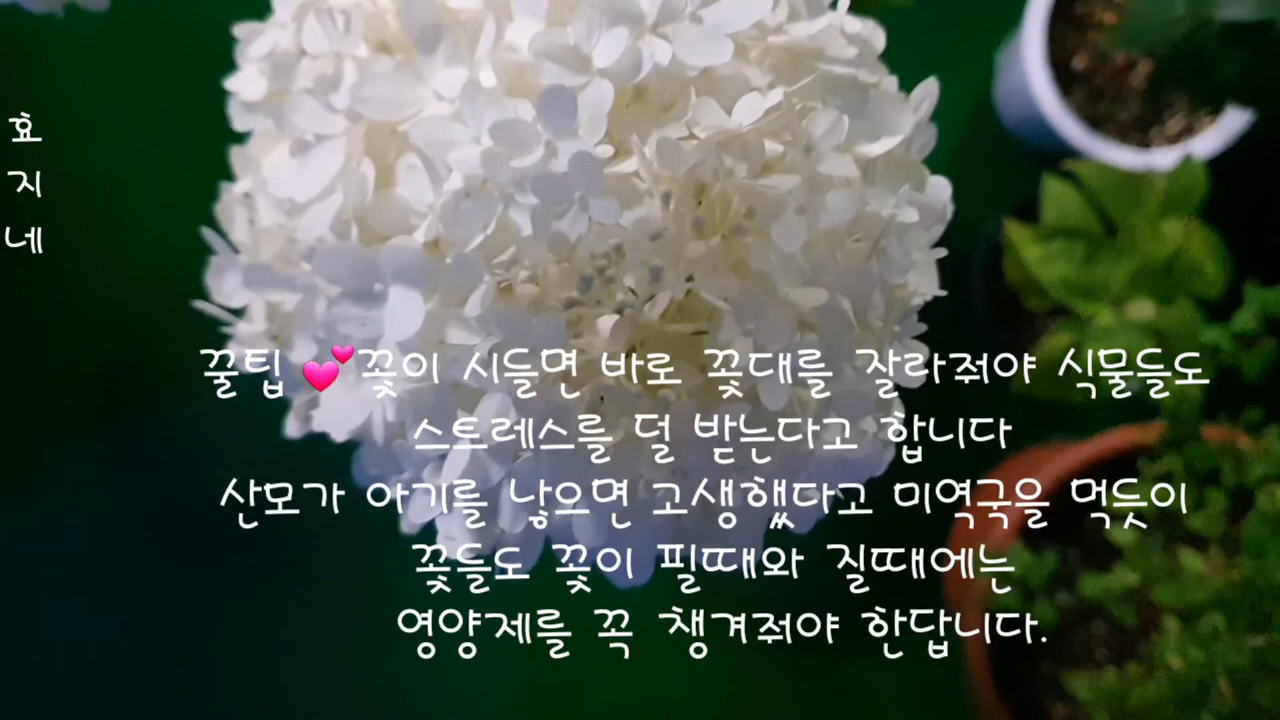 효
지
네
꿀팁 💕꽃이 시들면 바로 꽃대를 잘라줘야 식물들도
스트레스를 덜 받는다고 합니다
산모가 아기를 낳으면 고생했다고 미역국을 먹듯이
꽃들도 꽃이 필때와 질때에는
영양제를 꼭 챙겨줘야 한답니다.